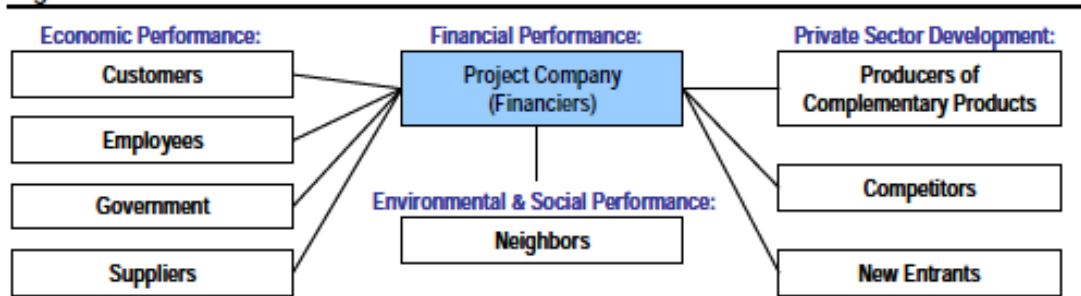 Economic Performance:
Customers
Employees
Government
Suppliers
Financial Performance:
Project Company
(Financiers)
Environmental & Social Performance:
Neighbors
Private Sector Development:
Producers of
Complementary Products
Competitors
New Entrants